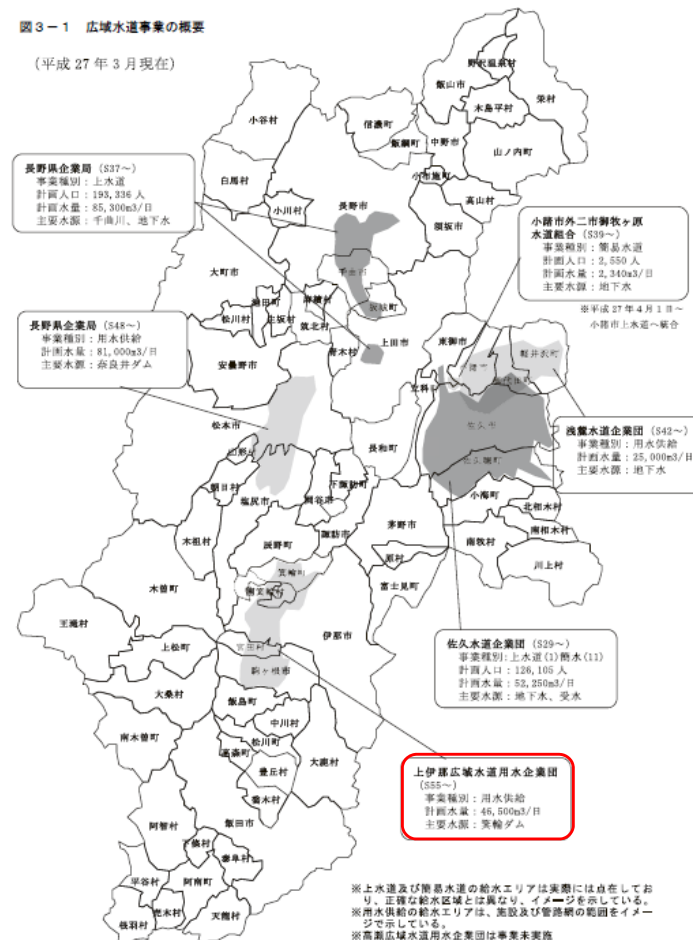 図3-1 広域水道事業の概要
(平成27年3月現在)
野沢温泉村
飯山市
栄村
木島平村
小谷村
信濃町
飯綱町
中野市
山ノ内町
長野県企業局 (S37~)
事業種別:上水道
計画人口:193,336人
計画水量:85,300m3/日
主要水源:千曲川、地下水
白馬村
小布施町
高山村
小川村
長野市
須坂市
小諸市外二市御牧ヶ原
水道組合 (S39~)
事業種別:簡易水道
計画人口:2,550人
計画水量:2,340m3/日
主要水源:地下水
※平成27年4月1日~
小諸市上水道へ統合
大町市
千曲市
池田町
麻績村
坂城町
松川村
生坂村
筑北村
上田市
東御市
軽井沢町
長野県企業局 (S48~)
事業種別:用水供給
計画水量:81,000m3/日
主要水源:奈良井ダム
青木村
小諸市
御代田町
安曇野市
立科町
松本市
佐久市
浅麓水道企業団 (S42~)
事業種別:用水供給
計画水量:25,000m3/日
主要水源:地下水
長和町
山形村
佐久穂町
朝日村
下諏訪町
塩尻市
岡谷市
小海町
北相木村
茅野市
木祖村
諏訪市
南相木村
辰野町
南牧村
原村
川上村
箕輪町
木曽町
南箕輪村
富士見町
王滝村
伊那市
上松町
宮田村
佐久水道企業団 (S29~)
事業種別:上水道(1)簡水(11)
計画人口:126,105人
計画水量:52,250m3/日
主要水源:地下水、受水
駒ヶ根市
大桑村
飯島町
中川村
南木曽町
松川町
高森町
大鹿村
豊丘村
上伊那広域水道用水企業団
(S55~)
事業種別:用水供給
計画水量:46,500m3/日
主要水源:箕輪ダム
喬木村
阿智村
飯田市
下條村
泰阜村
平谷村
阿南町
売木村
天龍村
根羽村
※上水道及び簡易水道の給水エリアは実際には点在してお
り、正確な給水区域とは異なり、イメージを示している。
※用水供給の給水エリアは、施設及び管路網の範囲をイメー
ジで示している。
※高瀬広域水道用水企業団は事業未実施